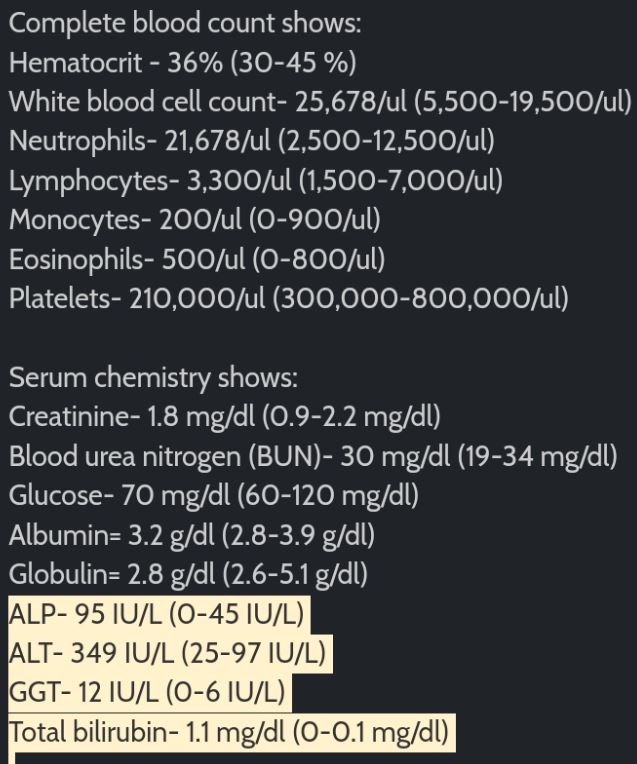 Complete blood count shows:
Hematocrit - 36% (30-45 %)
White blood cell count- 25,678/ul (5,500-19,500/ul)
Neutrophils- 21,678/ul (2,500-12,500/ul)
Lymphocytes- 3,300/ul (1,500-7,000/ul)
Monocytes- 200/ul (0-900/ul)
Eosinophils- 500/ul (0-800/ul)
Platelets- 210,000/ul (300,000-800,000/ul)
Serum chemistry shows:
Creatinine- 1.8 mg/dl (0.9-2.2 mg/dl)
Blood urea nitrogen (BUN)- 30 mg/dl (19-34 mg/dl)
Glucose- 70 mg/dl (60-120 mg/dl)
Albumin= 3.2 g/dl (2.8-3.9 g/dl)
Globulin= 2.8 g/dl (2.6-5.1 g/dl)
ALP- 95 IU/L (0-45 IU/L)
ALT- 349 IU/L (25-97 IU/L)
GGT- 12 IU/L (0-6 IU/L)
Total bilirubin- 1.1 mg/dl (0-0.1 mg/dl)